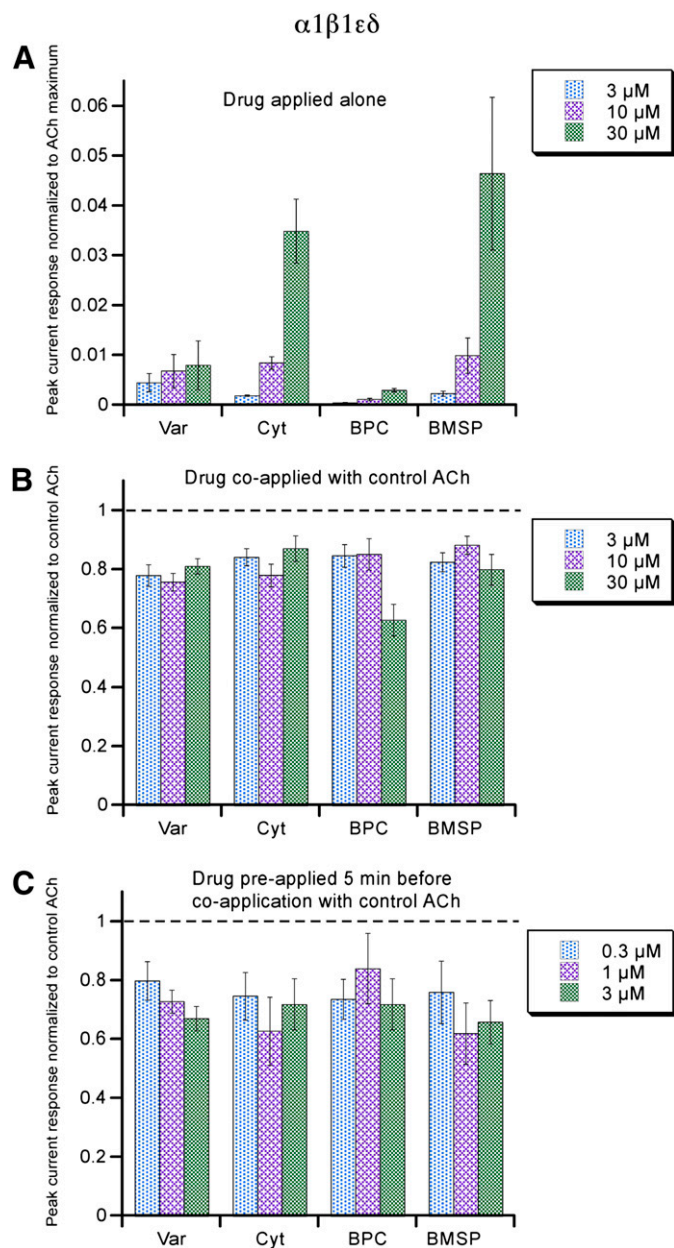 α1β1εδ
A
Drug applied alone
Peak current response normalized to ACh maximum
0.06
0.05
0.04
0.03
0.02
0.01
0
Var Cyt BPC BMSP
3 µM
10 µM
30 µM
B
Drug co-applied with control ACh
Peak current response normalized to control ACh
1
0.8
0.6
0.4
0.2
0
Var Cyt BPC BMSP
3 µM
10 µM
30 µM
C
Drug pre-applied 5 min before
co-application with control ACh
Peak current response normalized to control ACh
1
0.8
0.6
0.4
0.2
0
Var Cyt BPC BMSP
0.3 µM
1 µM
3 µM